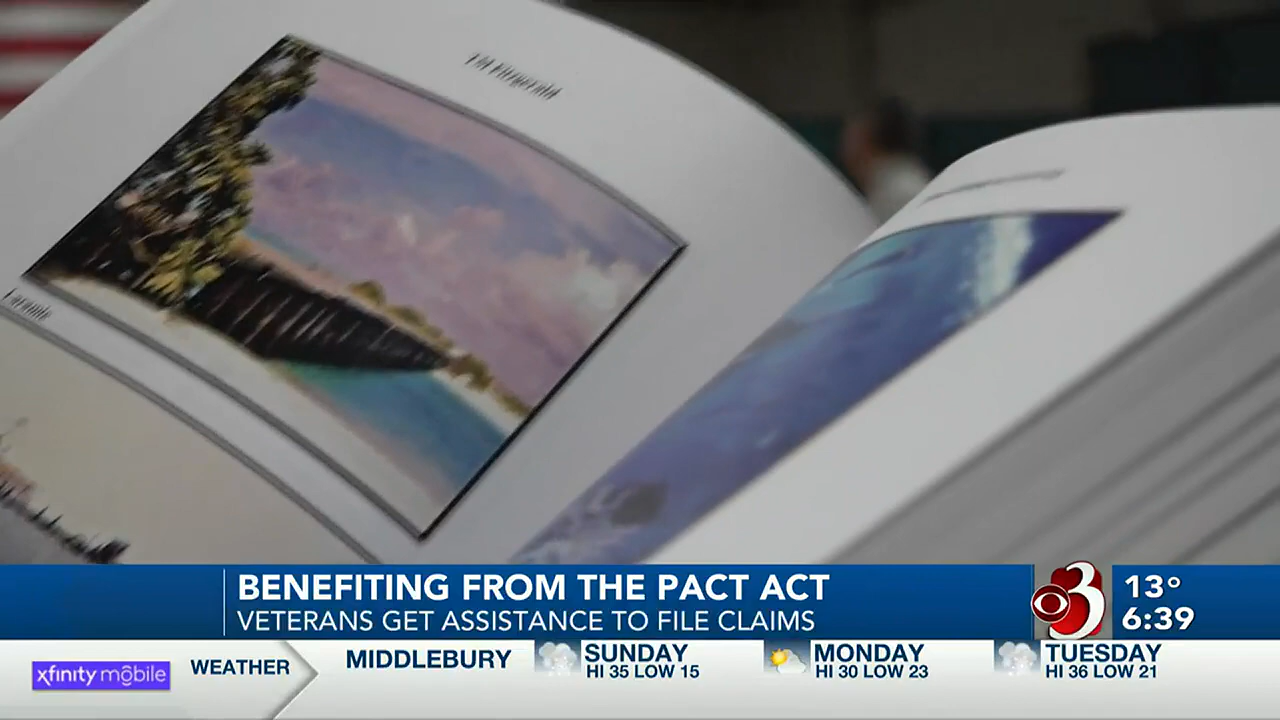 BENEFITING FROM THE PACT ACT
VETERANS GET ASSISTANCE TO FILE CLAIMS
3
13°
6:39
xfinity mobile
WEATHER
MIDDLEBURY
SUNDAY
HI 35 LOW 15
MONDAY
HI 30 LOW 23
TUESDAY
HI 36 LOW 21